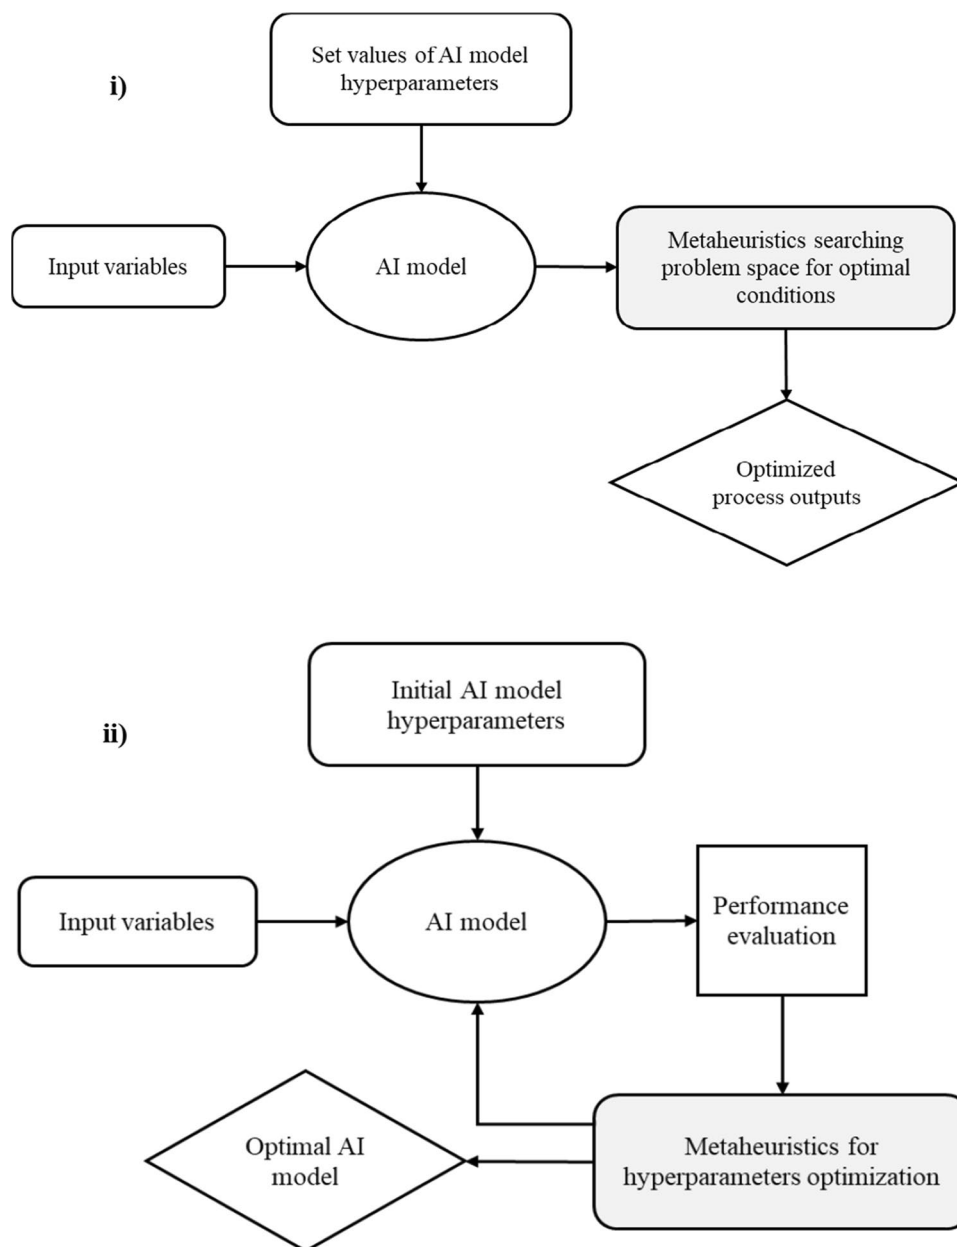 i)
Set values of AI model
hyperparameters
Input variables
AI model
Metaheuristics searching
problem space for optimal
conditions
Optimized
process outputs
ii)
Initial AI model
hyperparameters
Input variables
AI model
Performance
evaluation
Optimal AI
model
Metaheuristics for
hyperparameters optimization